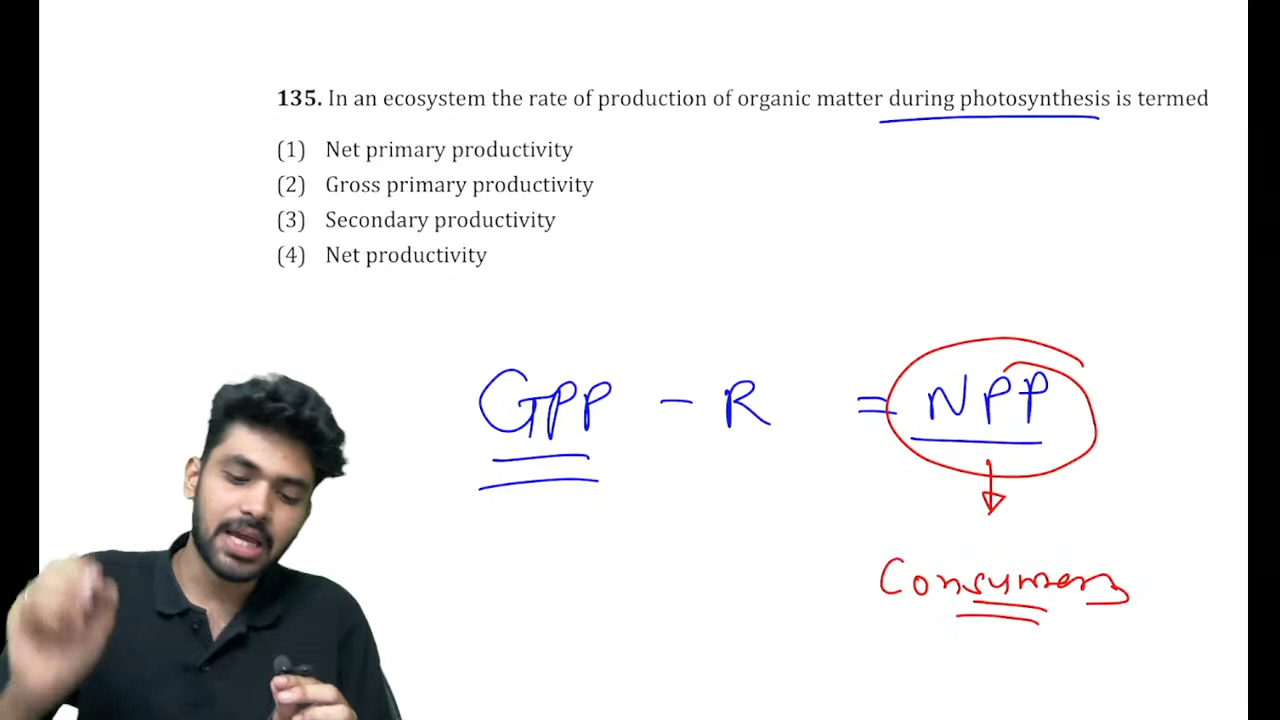 135. In an ecosystem the rate of production of organic matter during photosynthesis is termed
(1) Net primary productivity
(2) Gross primary productivity
(3) Secondary productivity
(4) Net productivity
GPP - R = NPP
Consumers